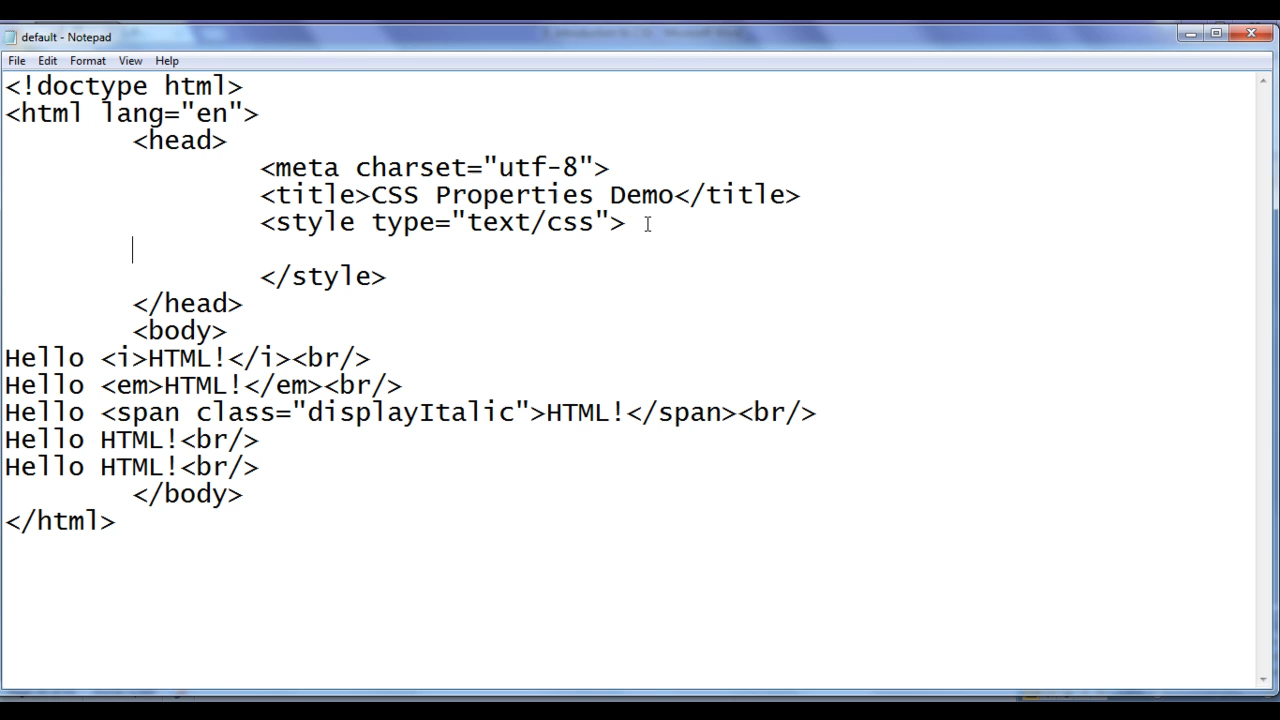 default - Notepad
File Edit Format View Help
<!doctype html>
<html lang="en">
<head>
<meta charset="utf-8">
<title>CSS Properties Demo</title>
<style type="text/css">
</style>
</head>
<body>
Hello <i>HTML!</i><br/>
Hello <em>HTML!</em><br/>
Hello <span class="displayItalic">HTML!</span><br/>
Hello HTML!<br/>
Hello HTML!<br/>
</body>
</html>